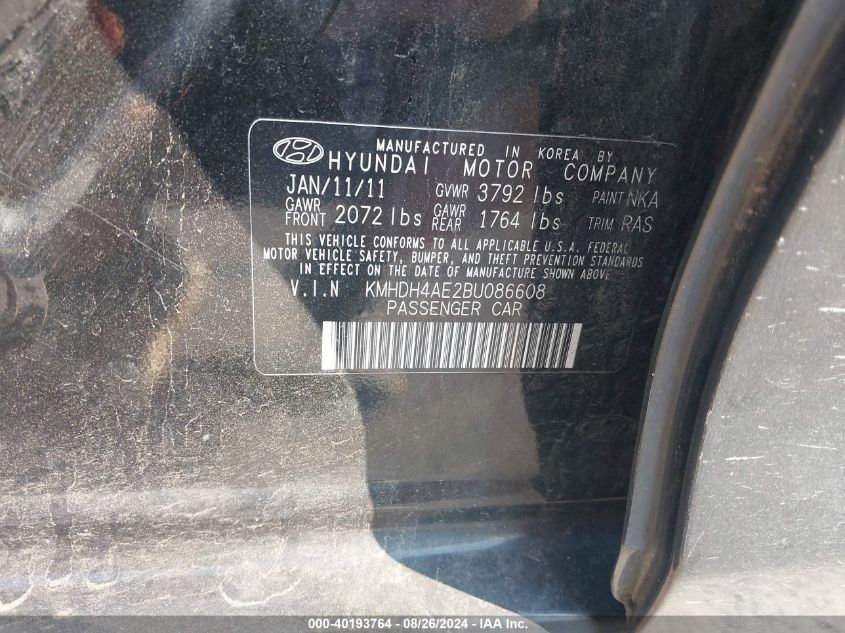 MANUFACTURED IN KOREA BY
HYUNDAI MOTOR COMPANY
JAN/11/11 GVWR 3792 lbs PAINT NKA
GAWR FRONT 2072 lbs GAWR REAR 1764 lbs TRIM RAS
THIS VEHICLE CONFORMS TO ALL APPLICABLE U.S.A. FEDERAL
MOTOR VEHICLE SAFETY, BUMPER, AND THEFT PREVENTION STANDARDS
IN EFFECT ON THE DATE OF MANUFACTURE SHOWN ABOVE
V.I.N KMHDH4AE2BU086608
PASSENGER CAR
000-40193764 - 08/26/2024 - IAA Inc.